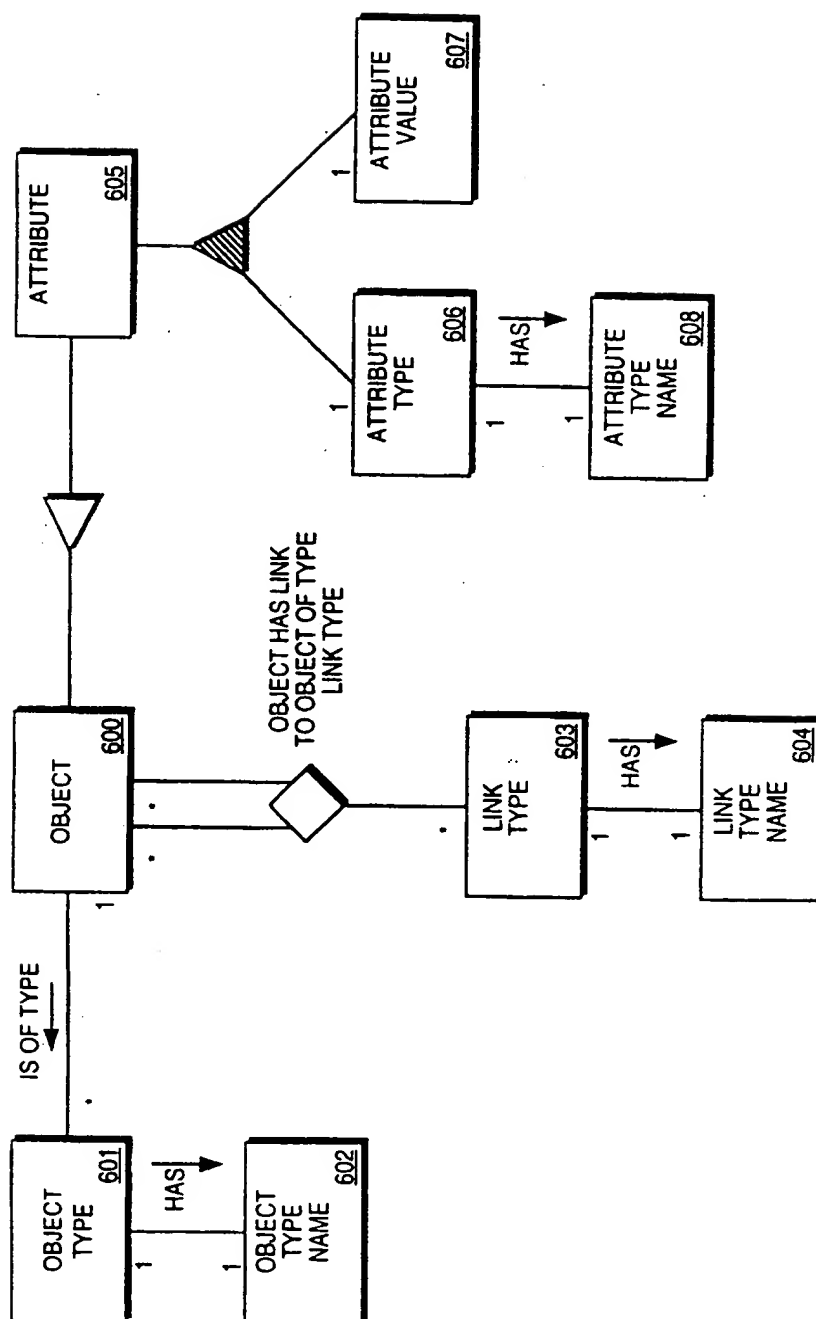 OBJECT
TYPE
601
IS OF TYPE
1
OBJECT
600
ATTRIBUTE
605
1
HAS
1
OBJECT
TYPE
NAME
602
*
*
*
OBJECT HAS LINK
TO OBJECT OF TYPE
LINK TYPE
*
LINK
TYPE
603
1
HAS
1
LINK
TYPE
NAME
604
1
ATTRIBUTE
TYPE
606
1
ATTRIBUTE
VALUE
607
1
HAS
1
ATTRIBUTE
TYPE
NAME
608